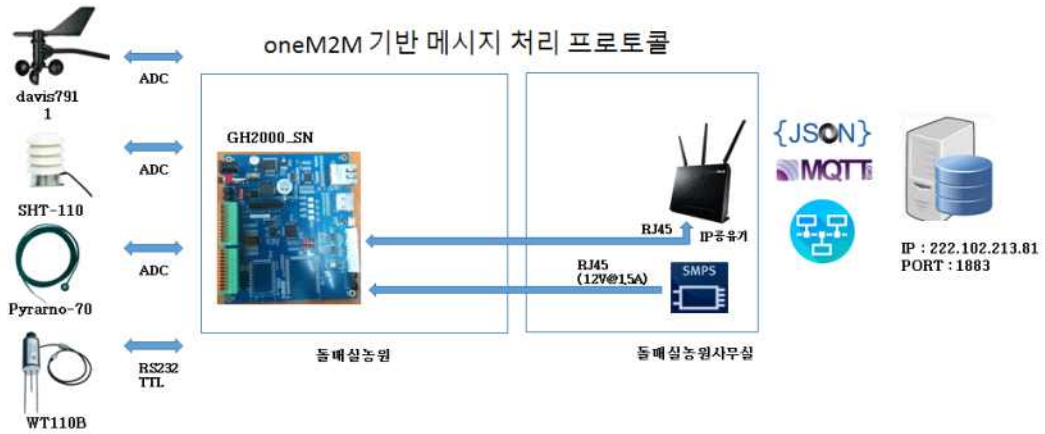 oneM2M 기반 메시지 처리 프로토콜
davis791
1
ADC
SHT-110
ADC
Pyrarno-70
ADC
WT110B
RS232
TTL
GH2000_SN
돌배실농원
RJ45
IP공유기
RJ45
(12V@1.5A)
SMPS
돌배실농원사무실
{JSON}
MQTT
IP : 222.102.213.81
PORT : 1883